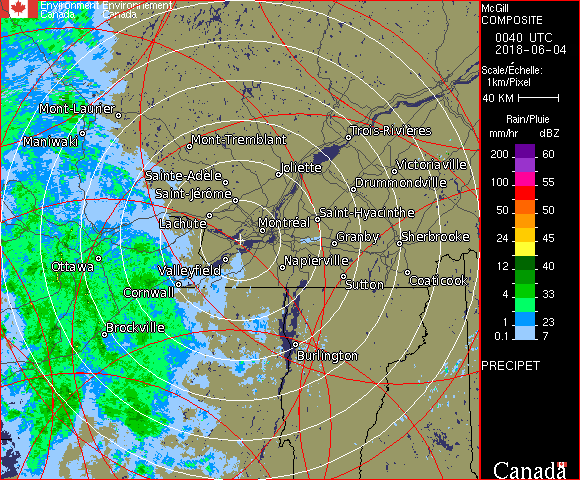 Environment Environnement
Canada Canada
McGill
COMPOSITE
0040 UTC
2018-06-04
Scale/Échelle:
1km/Pixel
40 KM
Rain/Pluie
mm/hr dBZ
200 60
150 55
100 55
50 50
24 45
12 40
4 33
2 23
0.1 7
PRECIPET
Canada
Mont-Laurier
Maniwaki
Mont-Tremblant
Trois-Rivières
Joliette
Victoriaville
Sainte-Adèle
Drummondville
Saint-Jérôme
Lachute
Saint-Hyacinthe
Montréal
Granby
Sherbrooke
Ottawa
Valleyfield
Napierville
Cornwall
Sutton
Coaticook
Brockville
Burlington